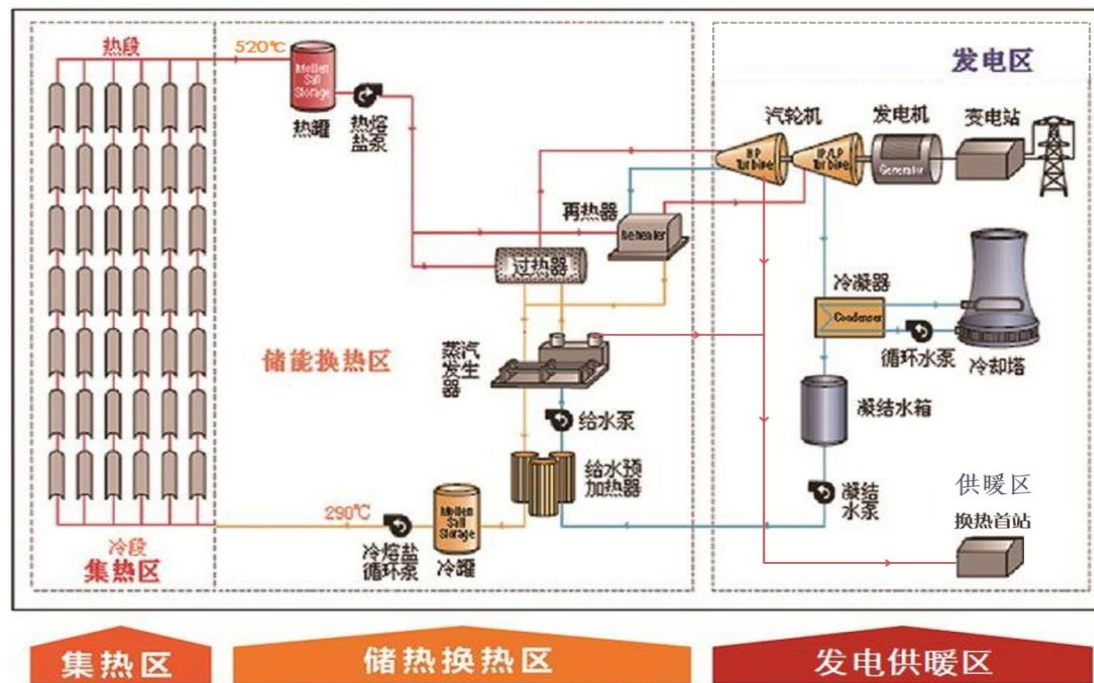 热段
520℃
Molten
Salt
Storage
热罐
热熔
盐泵
发电区
汽轮机
发电机
变电站
HP
Turbine
IP/LP
Turbine
Generator
再热器
Reheater
过热器
冷凝器
Condenser
循环水泵
冷却塔
储能换热区
蒸汽
发生
器
给水泵
凝结水箱
给水预
加热器
凝结
水泵
供暖区
换热首站
290℃
冷熔盐
循环泵
Molten
Salt
Storage
冷罐
冷段
集热区
集热区
储热换热区
发电供暖区